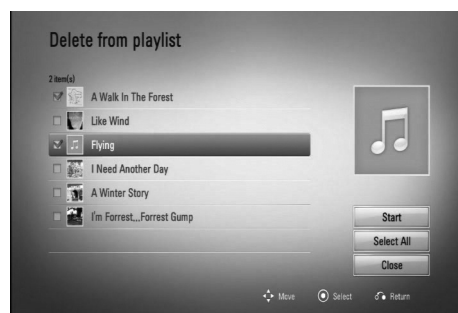 Delete from playlist
2 item(s)
A Walk In The Forest
Like Wind
Flying
I Need Another Day
A Winter Story
I'm Forrest...Forrest Gump
Start
Select All
Close
Move Select Return